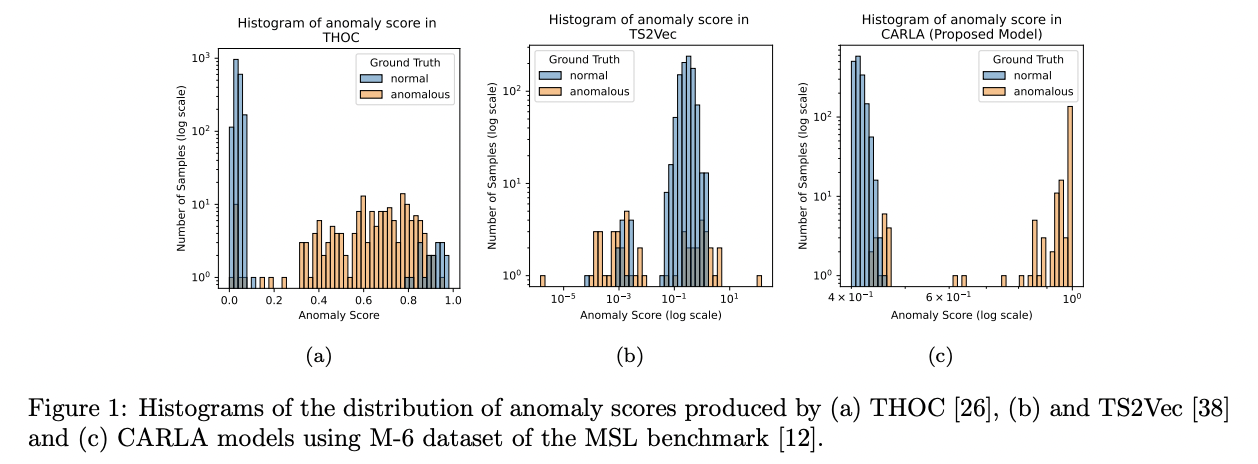 Histogram of anomaly score in
THOC
Number of Samples (log scale)
10³
10²
10¹
10⁰
Ground Truth
normal
anomalous
0.0 0.2 0.4 0.6 0.8 1.0
Anomaly Score
(a)
Histogram of anomaly score in
TS2Vec
Number of Samples (log scale)
10²
10¹
10⁰
Ground Truth
normal
anomalous
10⁻⁵ 10⁻³ 10⁻¹ 10¹
Anomaly Score (log scale)
(b)
Histogram of anomaly score in
CARLA (Proposed Model)
Number of Samples (log scale)
10²
10¹
10⁰
Ground Truth
normal
anomalous
4 × 10⁻¹ 6 × 10⁻¹ 10⁰
Anomaly Score (log scale)
(c)
Figure 1: Histograms of the distribution of anomaly scores produced by (a) THOC [26], (b) and TS2Vec [38]
and (c) CARLA models using M-6 dataset of the MSL benchmark [12].